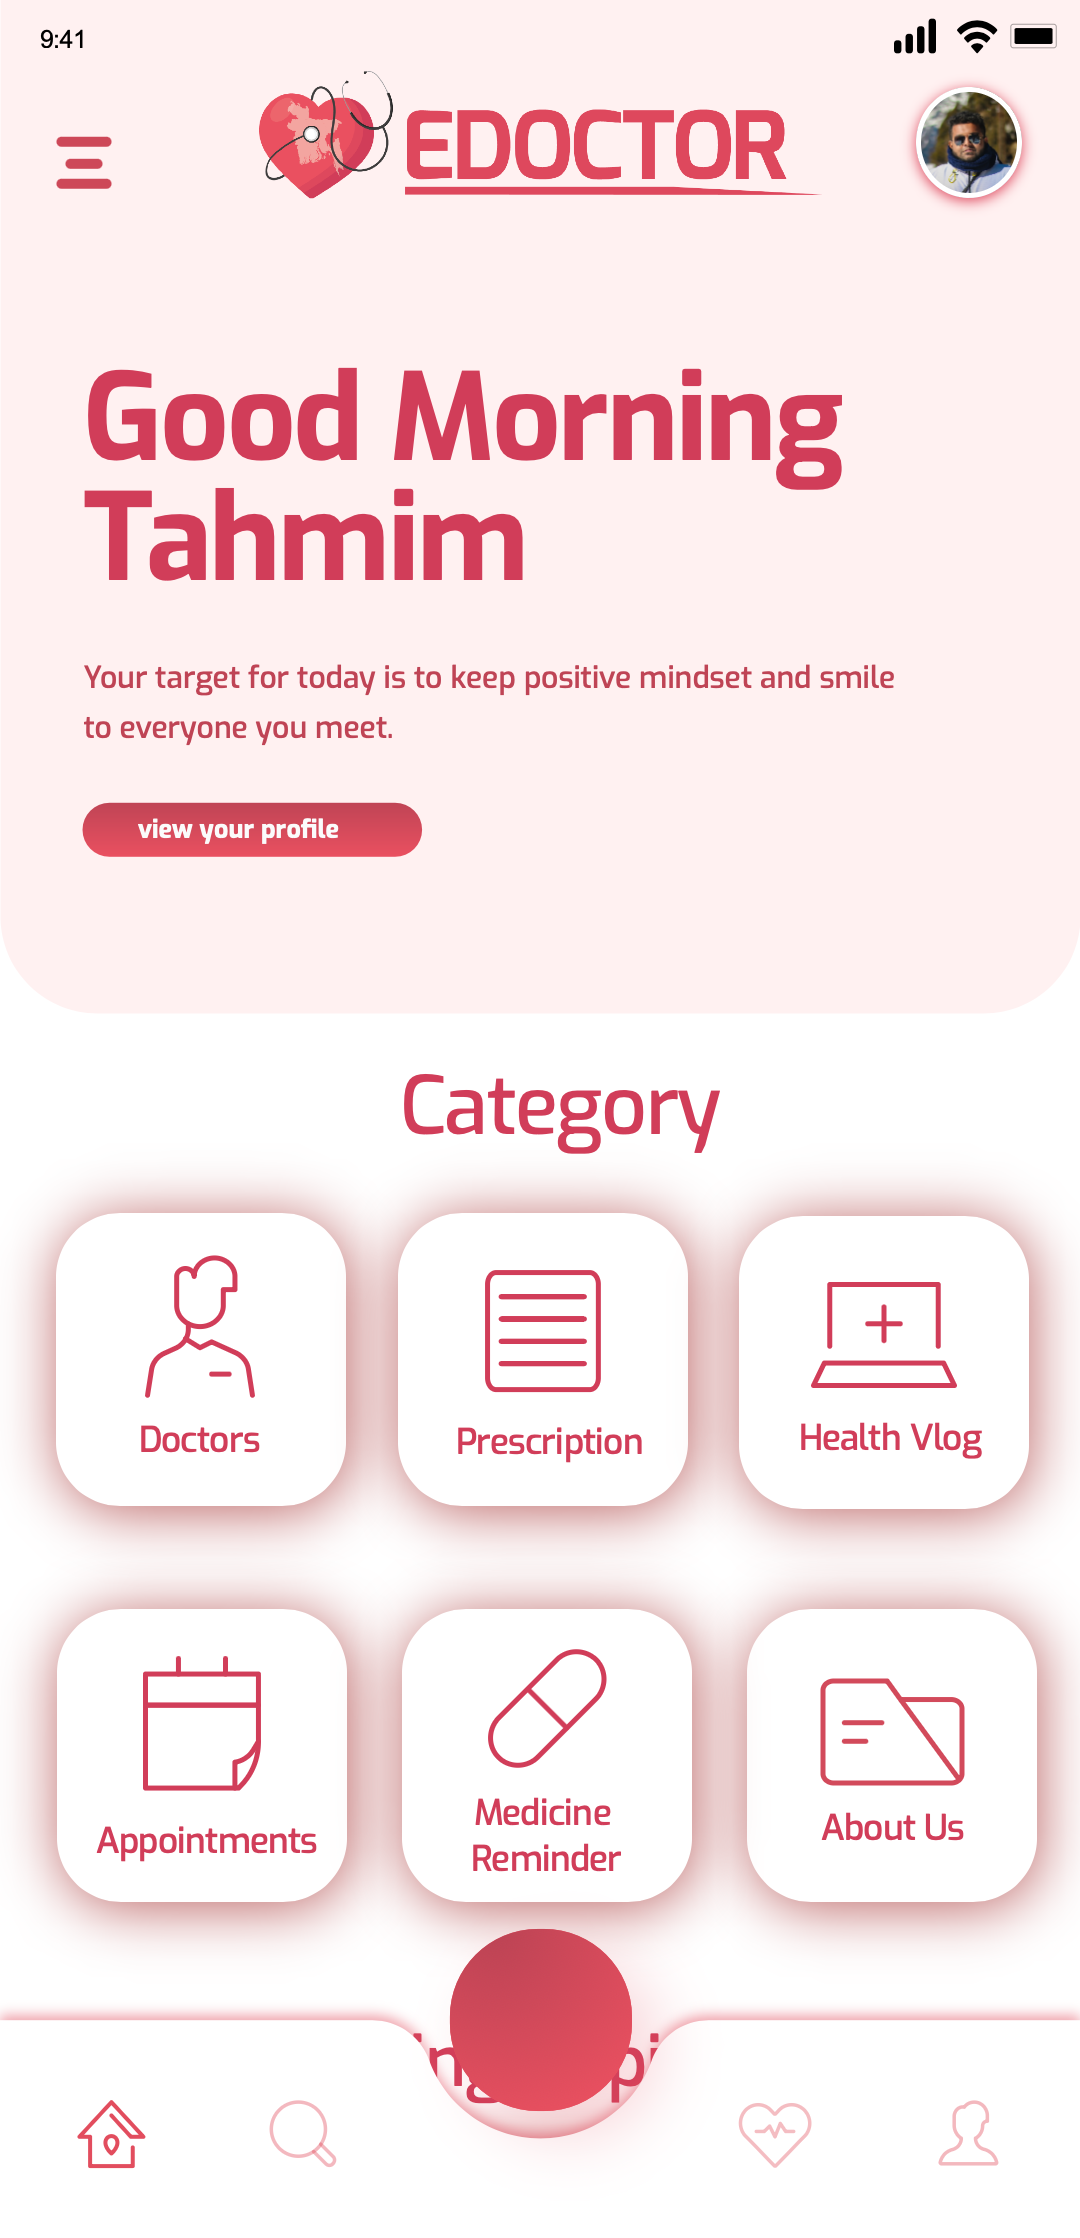 9:41
EDOCTOR
Good Morning
Tahmim
Your target for today is to keep positive mindset and smile
to everyone you meet.
view your profile
Category
Doctors
Prescription
Health Vlog
Appointments
Medicine
Reminder
About Us